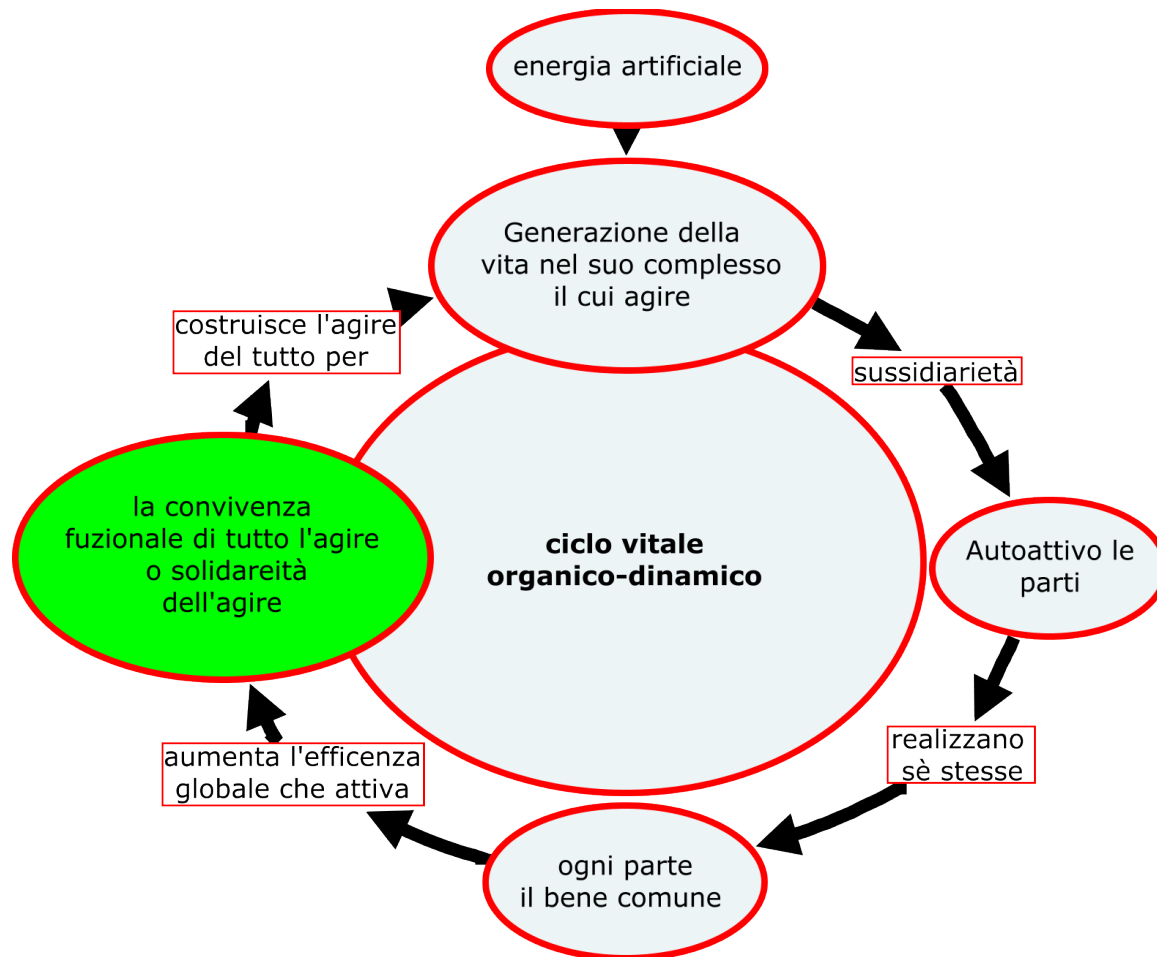 energia artificiale
Generazione della
vita nel suo complesso
il cui agire
sussidiarietà
Autoattivo le
parti
realizzano
sè stesse
ogni parte
il bene comune
aumenta l'efficenza
globale che attiva
la convivenza
fuzionale di tutto l'agire
o solidareità
dell'agire
costruisce l'agire
del tutto per
ciclo vitale
organico-dinamico